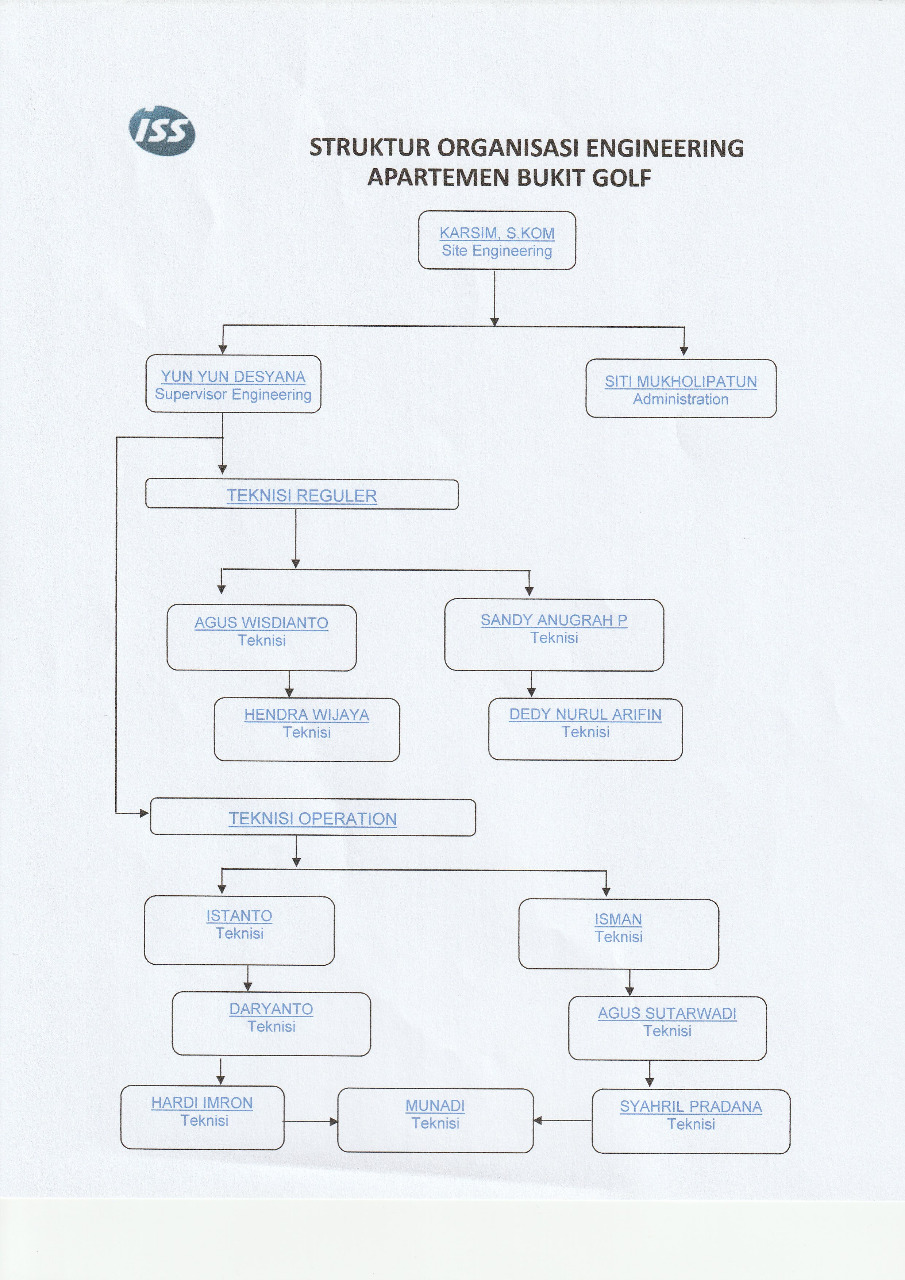 ISS
STRUKTUR ORGANISASI ENGINEERING
APARTEMEN BUKIT GOLF
KARSIM, S.KOM
Site Engineering
YUN YUN DESYANA
Supervisor Engineering
SITI MUKHOLIPATUN
Administration
TEKNISI REGULER
AGUS WISDIANTO
Teknisi
SANDY ANUGRAH P
Teknisi
HENDRA WIJAYA
Teknisi
DEDY NURUL ARIFIN
Teknisi
TEKNISI OPERATION
ISTANTO
Teknisi
ISMAN
Teknisi
DARYANTO
Teknisi
AGUS SUTARWADI
Teknisi
HARDI IMRON
Teknisi
MUNADI
Teknisi
SYAHRIL PRADANA
Teknisi